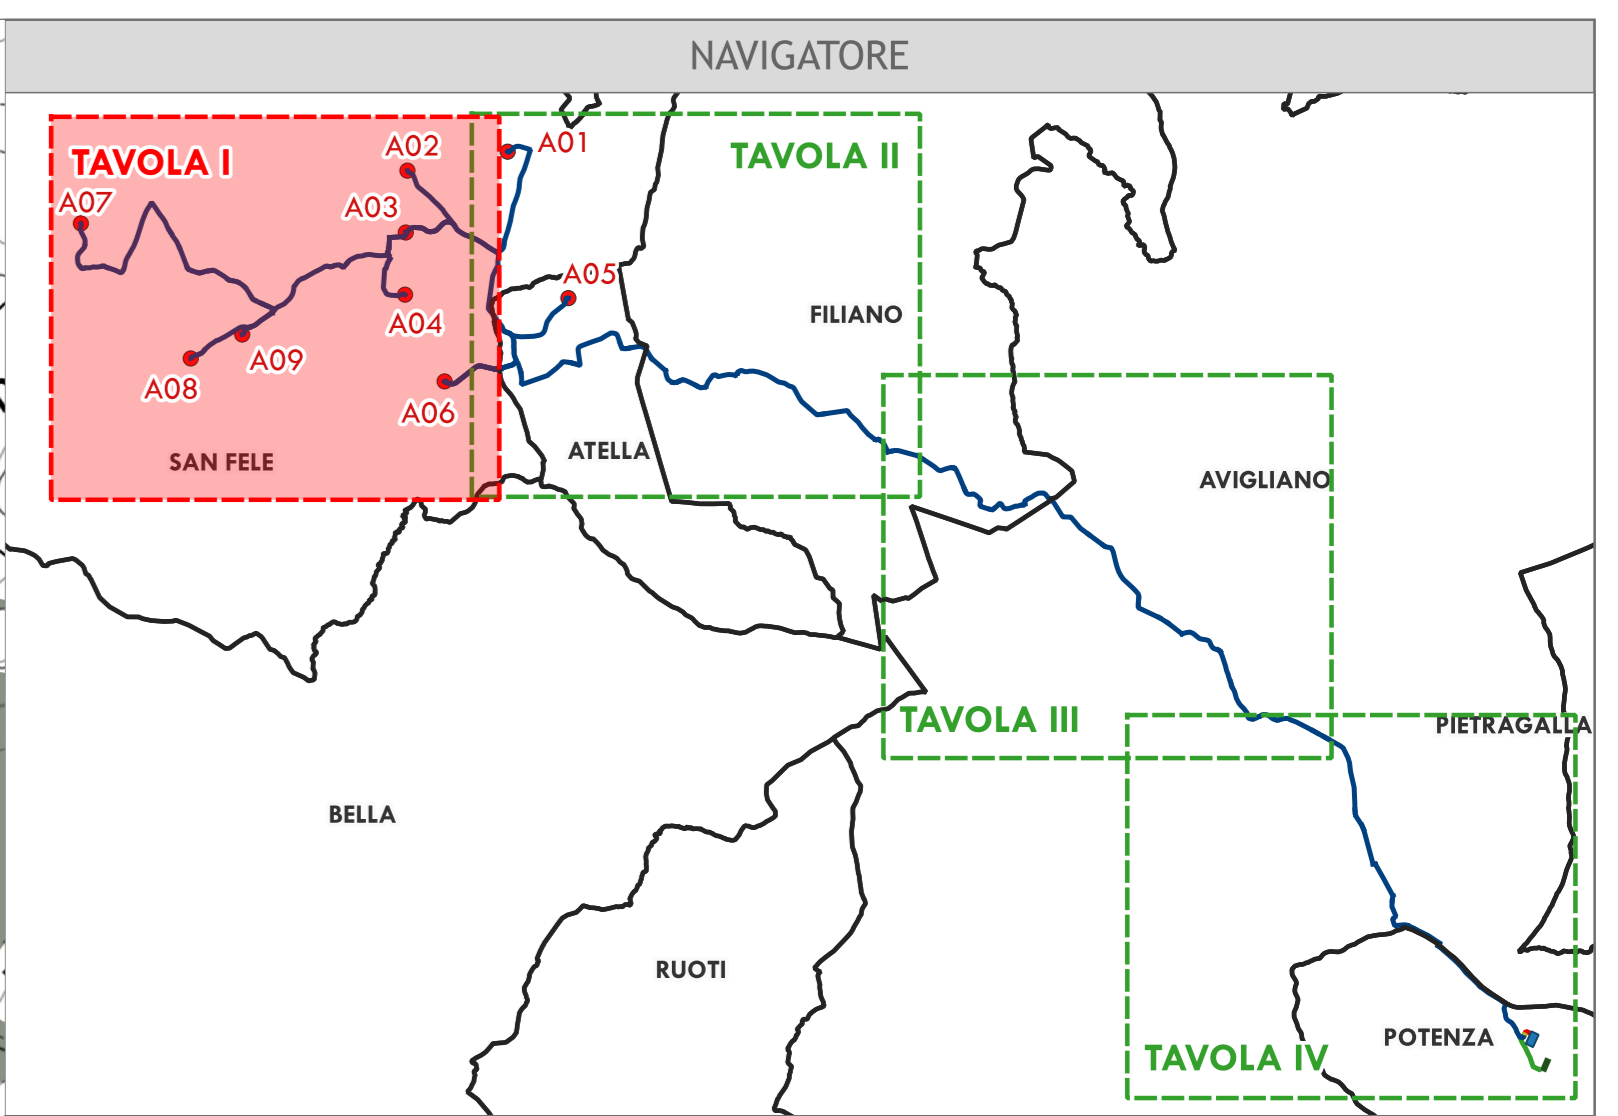 NAVIGATORE
A01
A02
TAVOLA II
TAVOLA I
A07
A03
A05
FILIANO
A04
A09
A08
A06
ATELLA
SAN FELE
AVIGLIANO
TAVOLA III
PIETRAGALLA
BELLA
RUOTI
POTENZA
TAVOLA IV